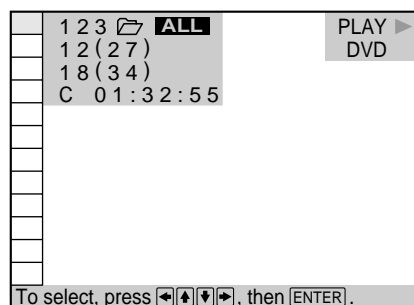 123 ALL
PLAY
12(27)
DVD
18(34)
C 01:32:55
To select, press ←↑↓→, then ENTER.